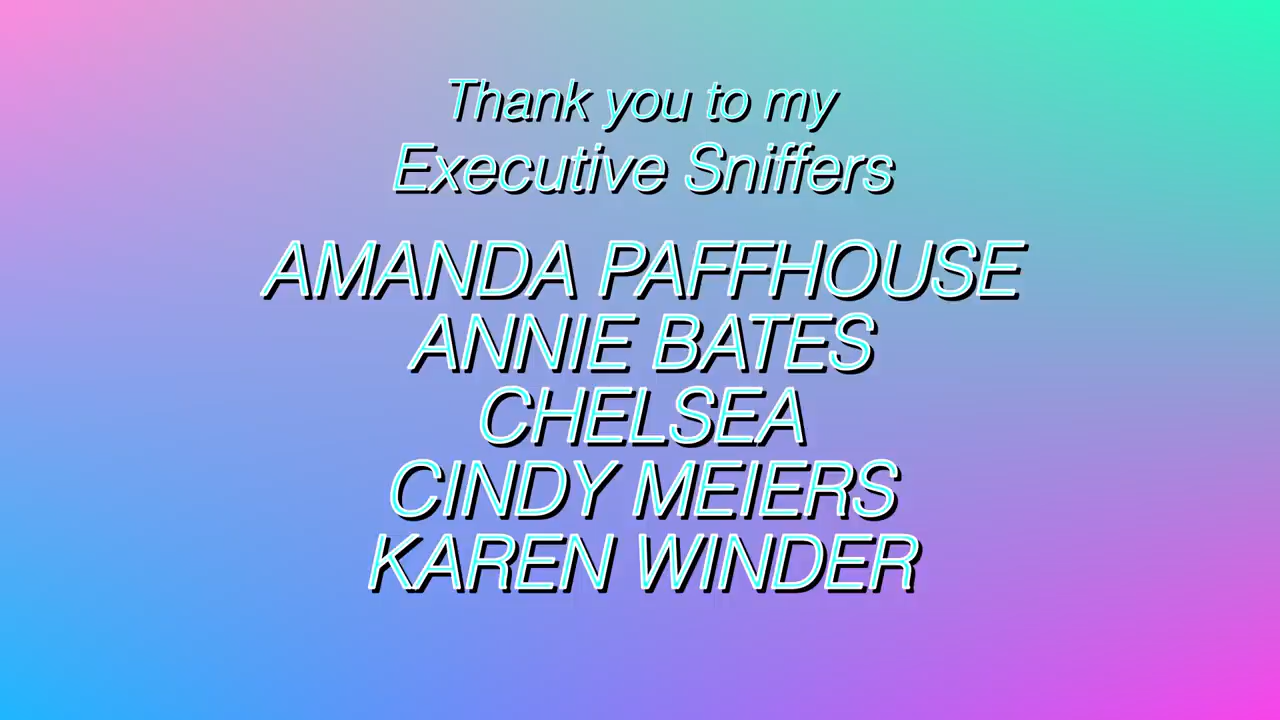 Thank you to my
Executive Sniffers
AMANDA PAFFHOUSE
ANNIE BATES
CHELSEA
CINDY MEIERS
KAREN WINDER